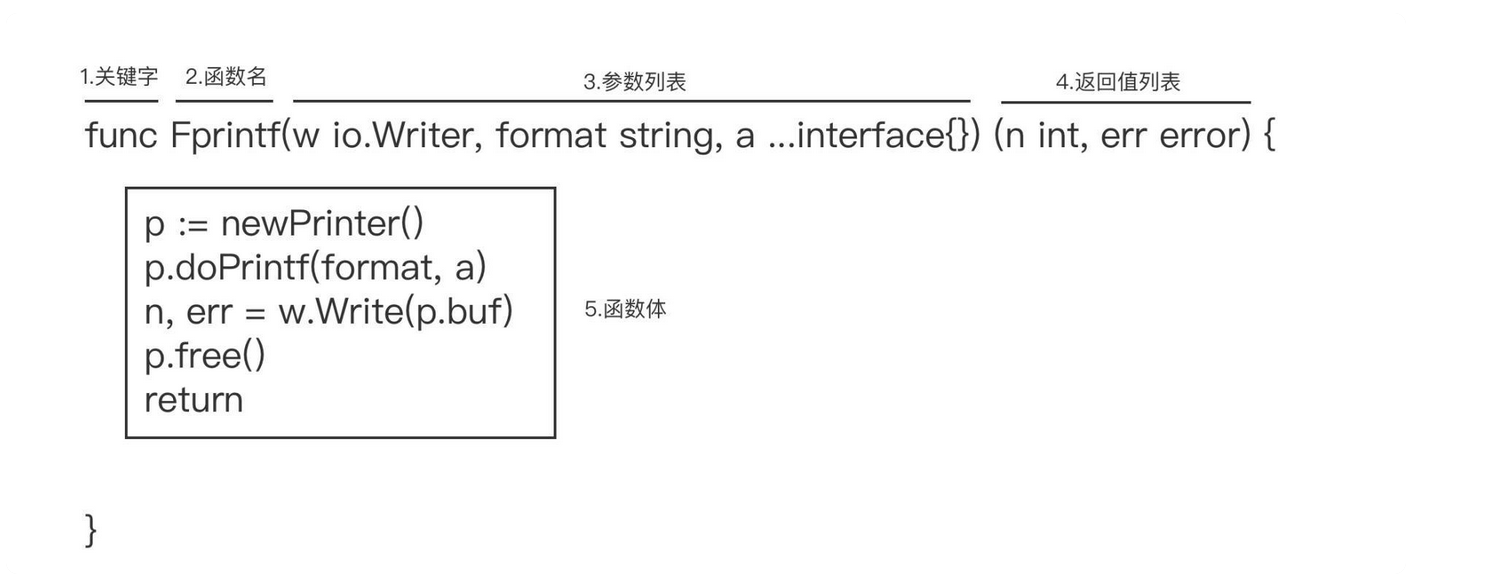 1.关键字 2.函数名 3.参数列表 4.返回值列表
func Fprintf(w io.Writer, format string, a ...interface{}) (n int, err error) {
p := newPrinter()
p.doPrintf(format, a)
n, err = w.Write(p.buf)
p.free()
return
5.函数体
}